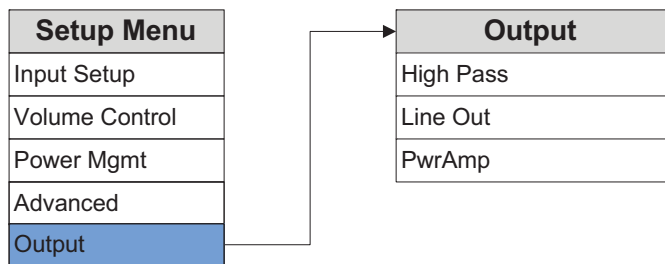 Setup Menu
Input Setup
Volume Control
Power Mgmt
Advanced
Output
Output
High Pass
Line Out
PwrAmp